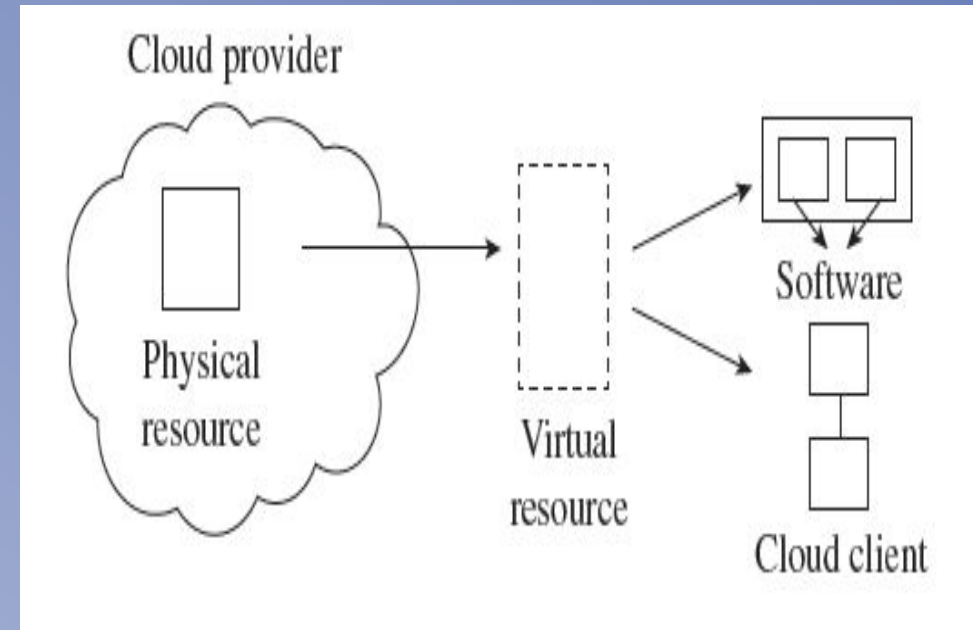 Cloud provider
Physical
resource
Virtual
resource
Software
Cloud client